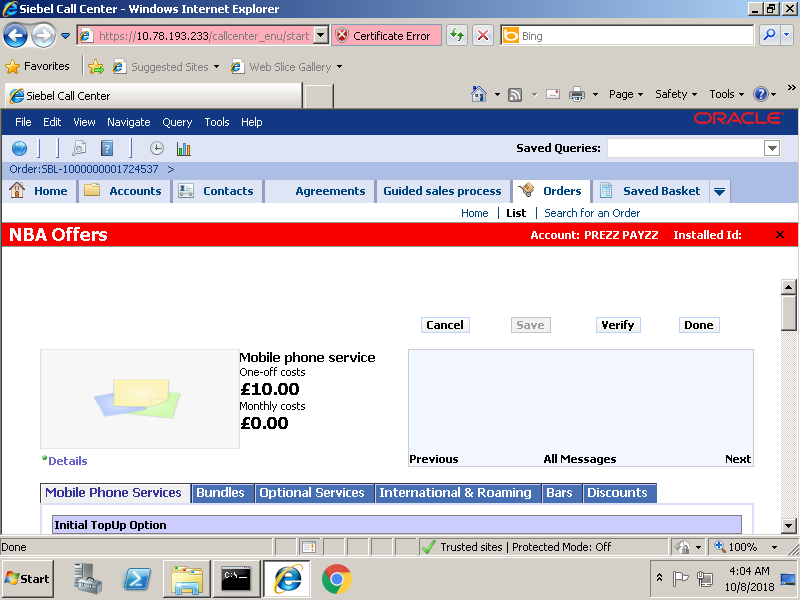 Siebel Call Center - Windows Internet Explorer
https://10.78.193.233/callcenter_enu/start
Certificate Error
Bing
Favorites
Suggested Sites
Web Slice Gallery
Siebel Call Center
Page
Safety
Tools
File
Edit
View
Navigate
Query
Tools
Help
ORACLE
Saved Queries:
Order:SBL-1000000001724537 >
Home
Accounts
Contacts
Agreements
Guided sales process
Orders
Saved Basket
Home
List
Search for an Order
NBA Offers
Account: PREZZ PAYZZ
Installed Id:
Cancel
Save
Verify
Done
Mobile phone service
One-off costs
£10.00
Monthly costs
£0.00
Details
Previous
All Messages
Next
Mobile Phone Services
Bundles
Optional Services
International & Roaming
Bars
Discounts
Initial TopUp Option
Done
Trusted sites | Protected Mode: Off
100%
Start
4:04 AM
10/8/2018